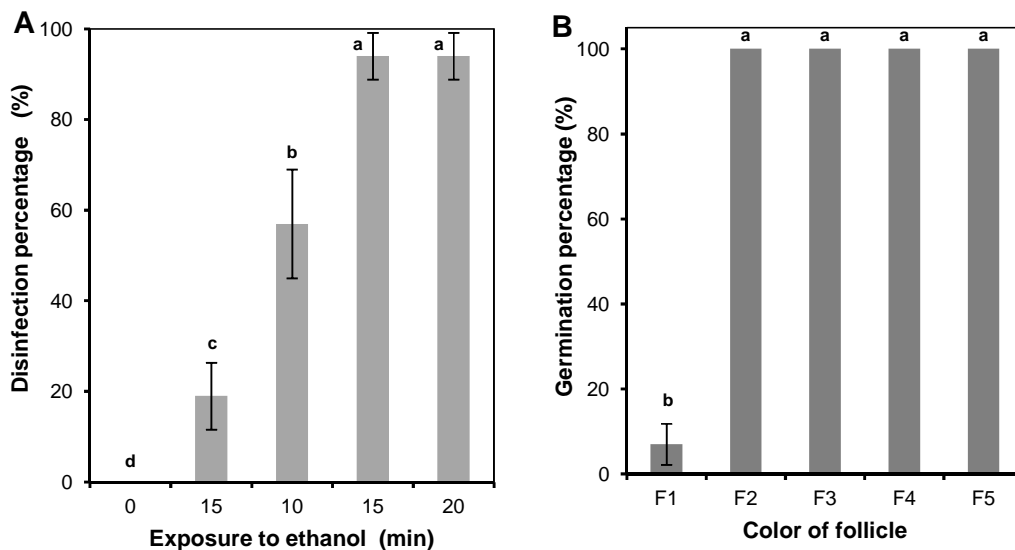 A
Disinfection percentage (%)
100
80
60
40
20
0
d
c
b
a
a
0 15 10 15 20
Exposure to ethanol (min)
B
Germination percentage (%)
100
80
60
40
20
0
b
a
a
a
a
F1 F2 F3 F4 F5
Color of follicle